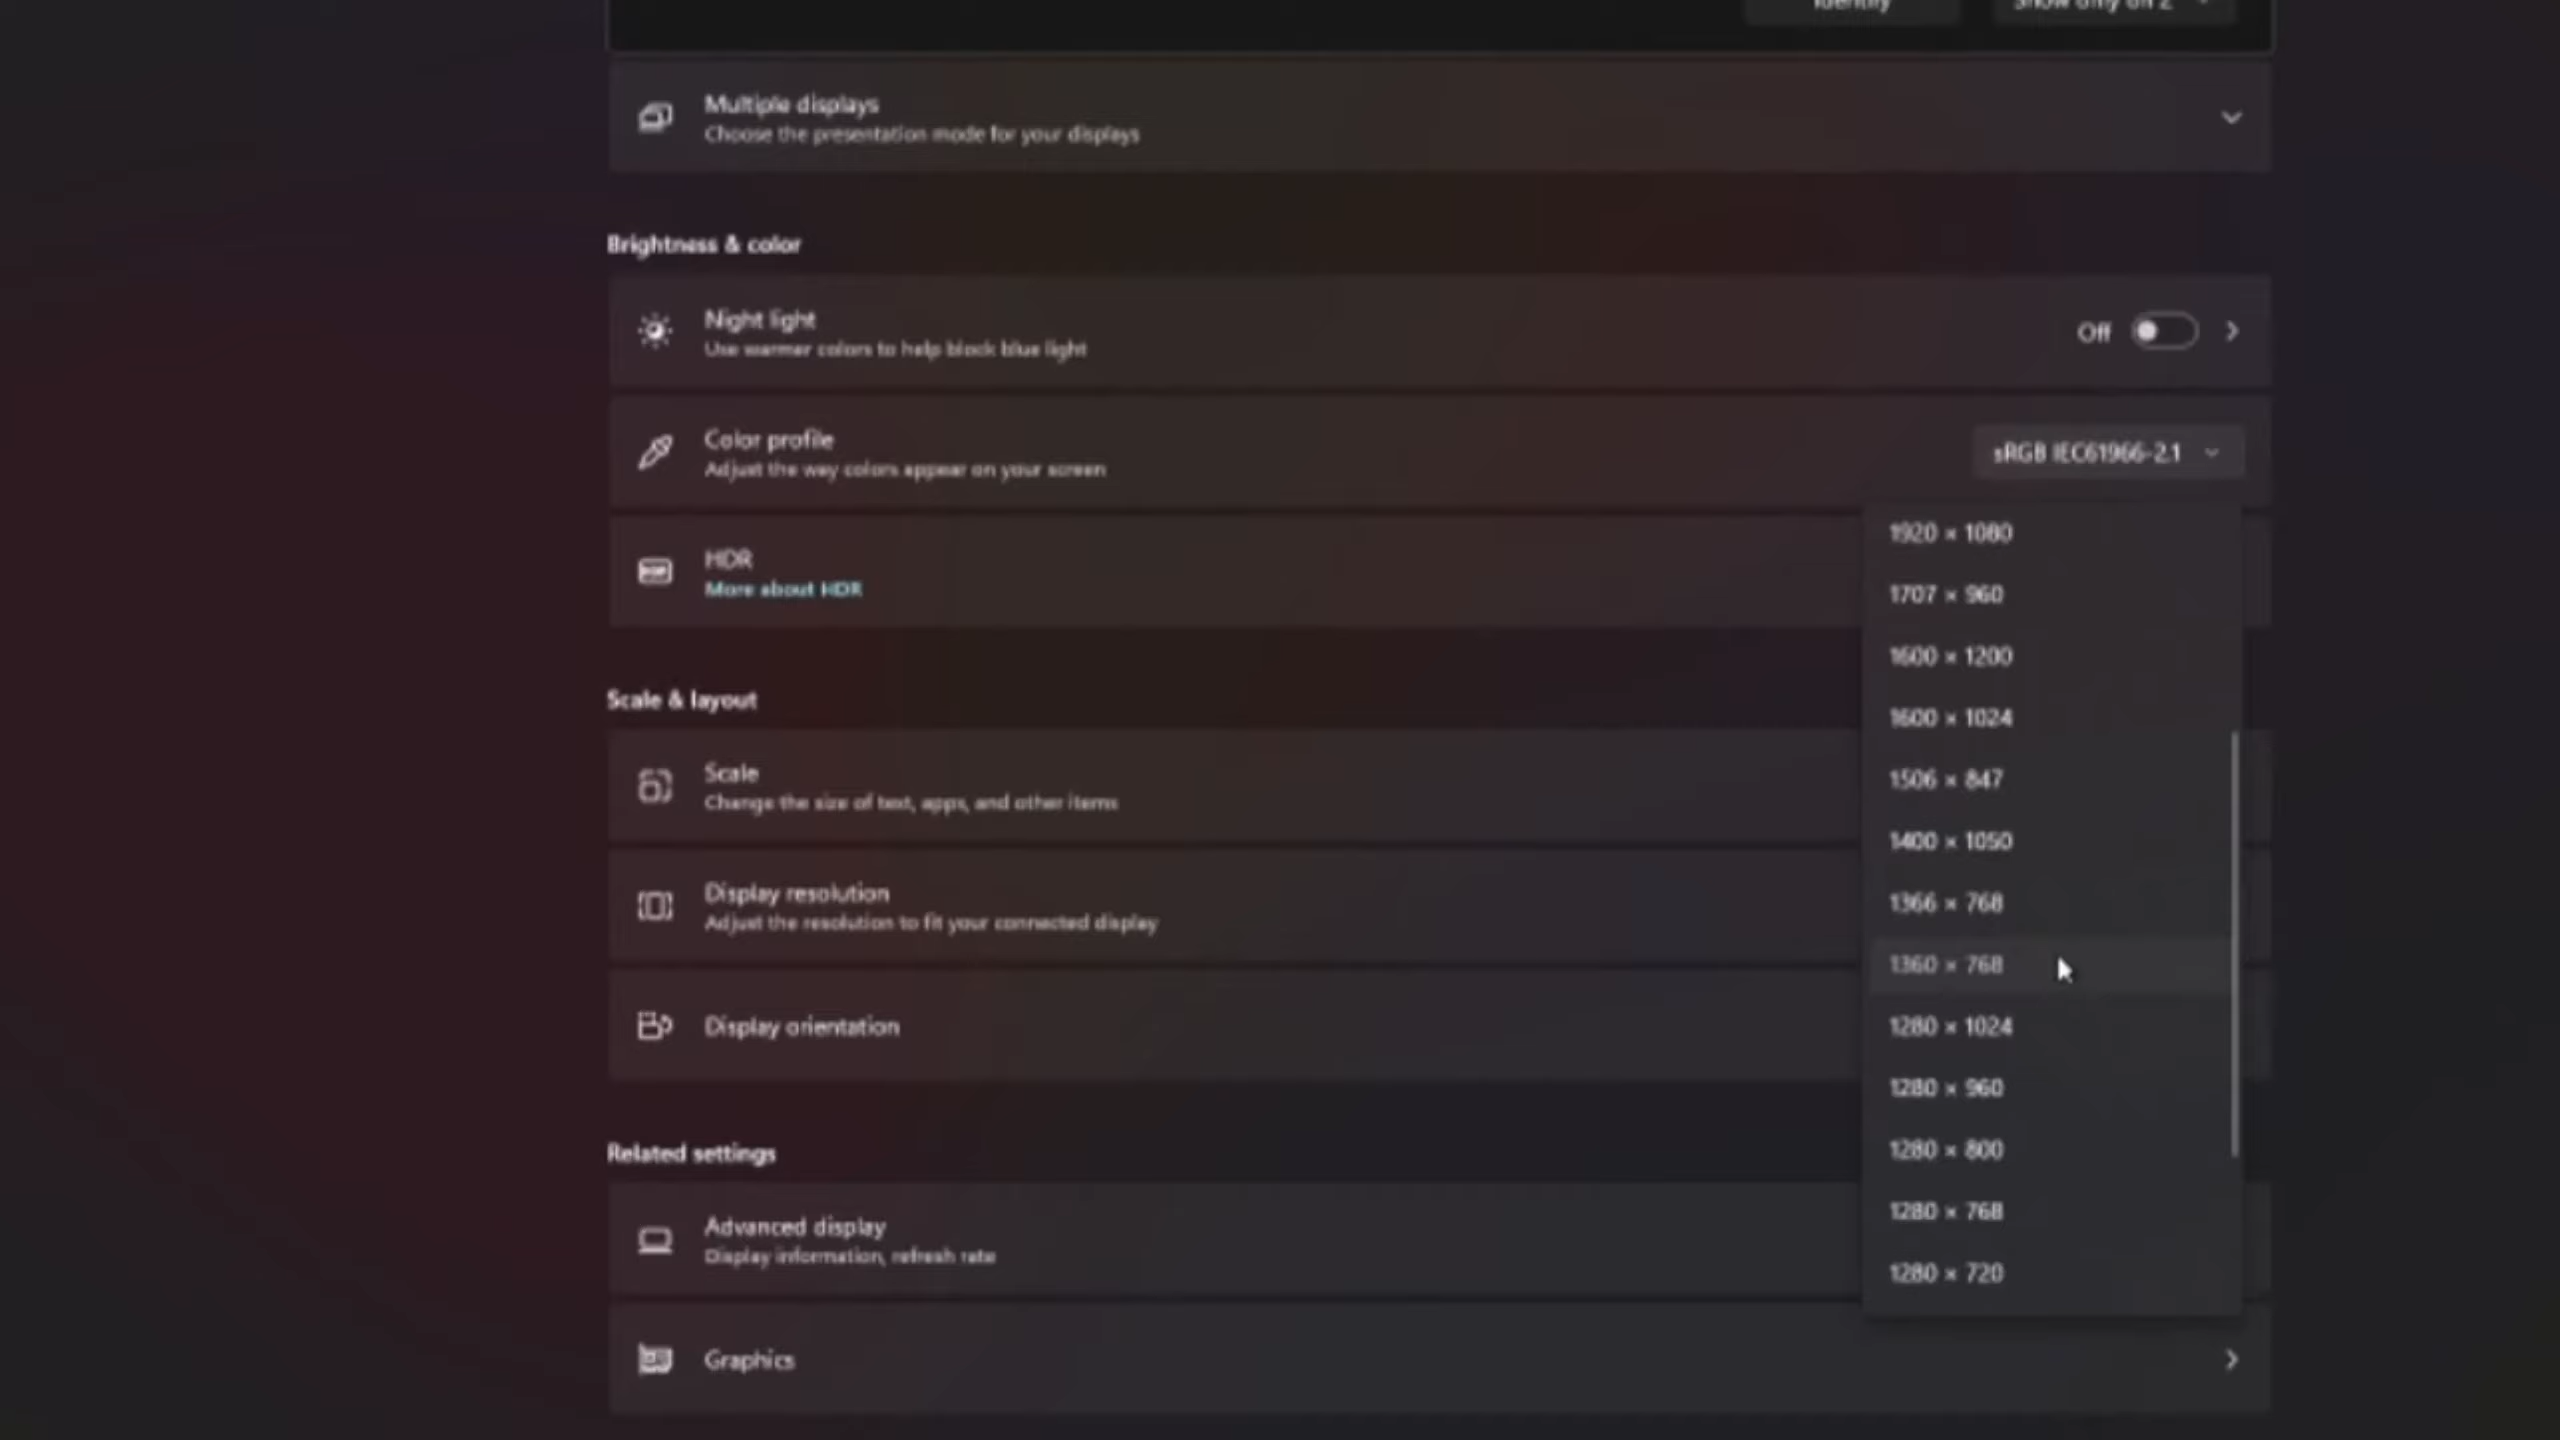 Identify
Show only on 2
Multiple displays
Choose the presentation mode for your displays
Brightness & color
Night light
Use warmer colors to help block blue light
Off
Color profile
Adjust the way colors appear on your screen
sRGB IEC61966-2.1
HDR
More about HDR
1920 × 1080
1707 × 960
1600 × 1200
1600 × 1024
1506 × 847
1400 × 1050
1366 × 768
1360 × 768
1280 × 1024
1280 × 960
1280 × 800
1280 × 768
1280 × 720
Scale & layout
Scale
Change the size of text, apps, and other items
Display resolution
Adjust the resolution to fit your connected display
Display orientation
Related settings
Advanced display
Display information, refresh rate
Graphics